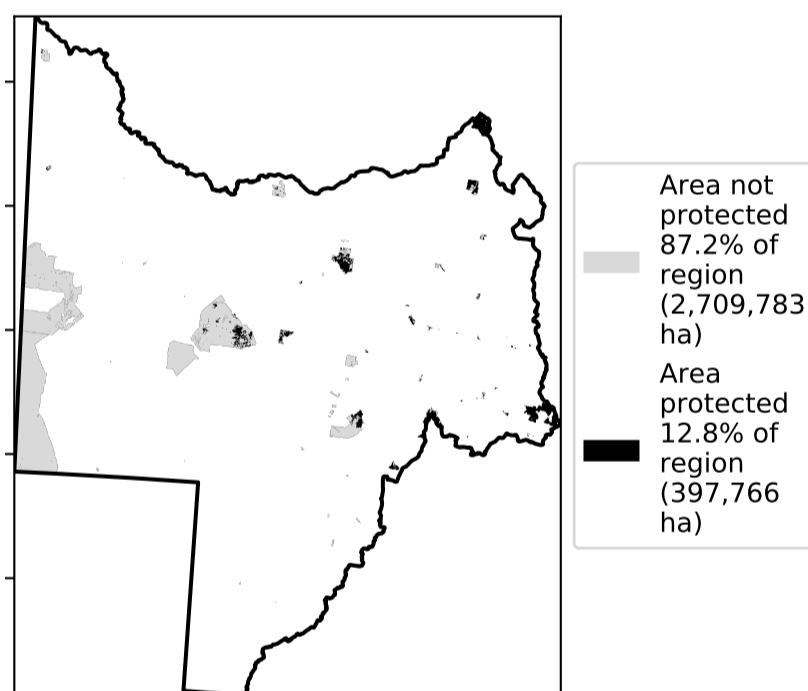 Area not
protected
87.2% of
region
(2,709,783
ha)
Area
protected
12.8% of
region
(397,766
ha)